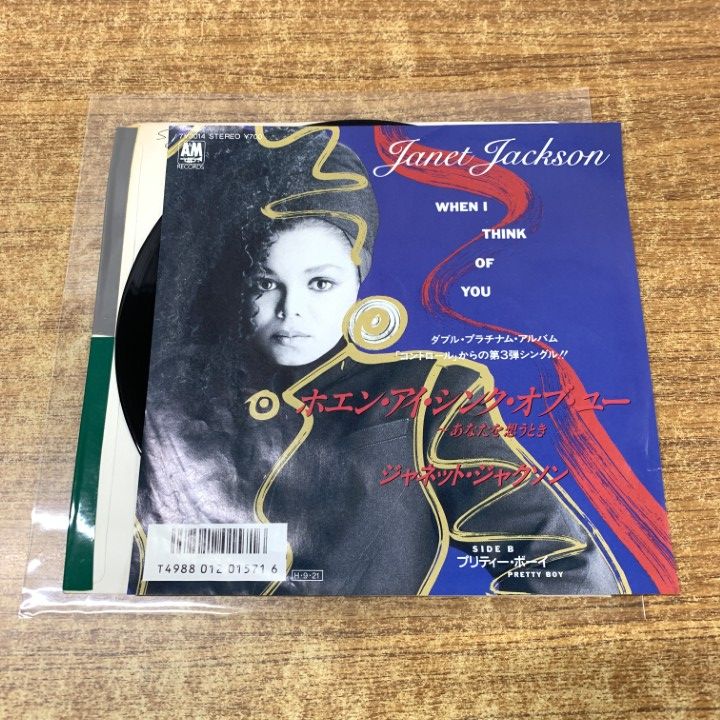 7Y3014 STEREO ¥700
A&M
RECORDS
Janet Jackson
WHEN I
THINK
OF
YOU
ダブル・プラチナム・アルバム
「コントロール」からの第3弾シングル!!
ホエン・アイ・シンク・オブ・ユー
-あなたを想うとき
ジャネット・ジャクソン
SIDE B
プリティー・ボーイ
PRETTY BOY
T4988 012 01571 6
H・9-21